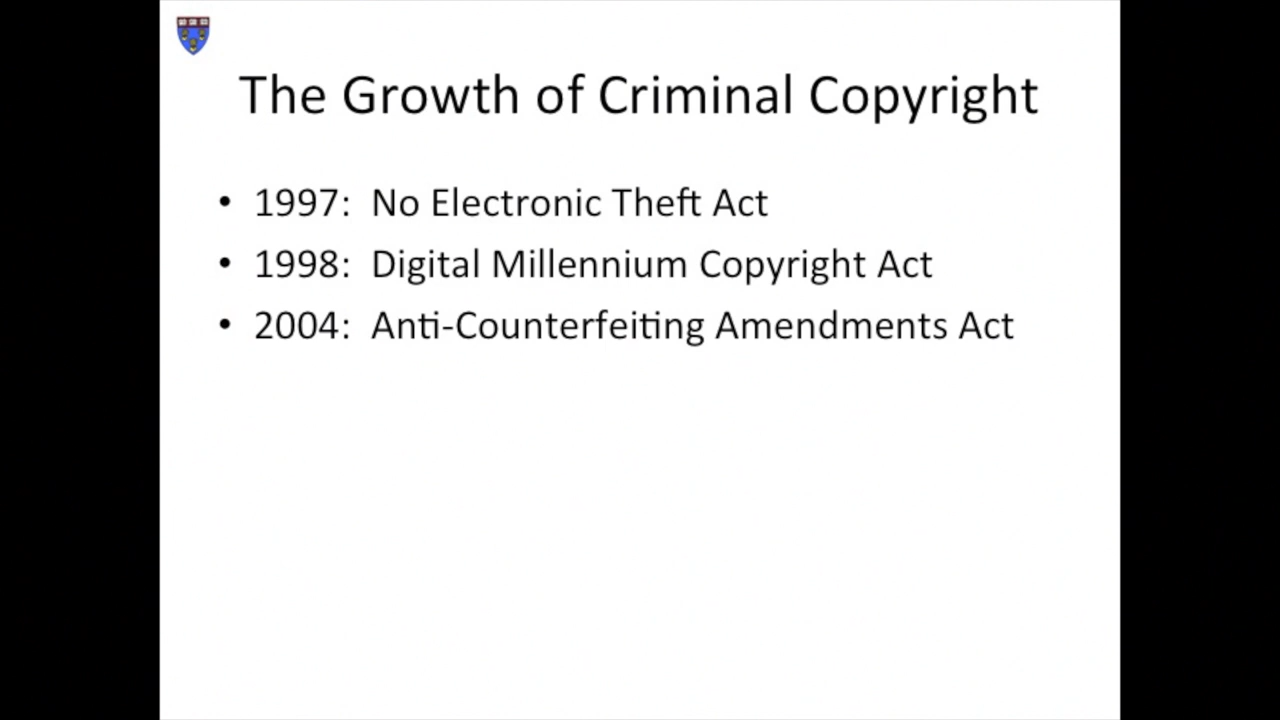 The Growth of Criminal Copyright
• 1997: No Electronic Theft Act
• 1998: Digital Millennium Copyright Act
• 2004: Anti-Counterfeiting Amendments Act